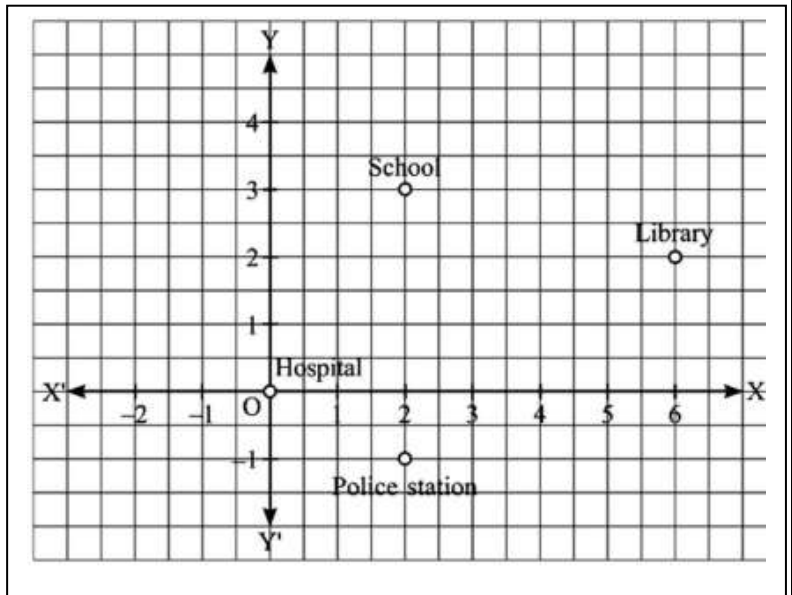 Y
4
School
3
Library
2
1
Hospital
X'
X
O
–2 –1 1 2 3 4 5 6
–1
Police station
Y'